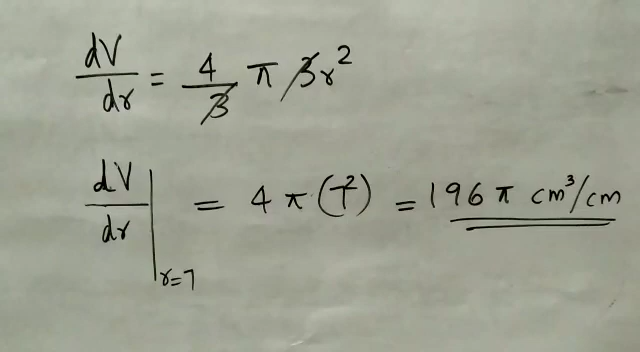 dV/dr = 4/3 π 3r²
dV/dr |r=7 = 4π(7²) = 196π cm³/cm